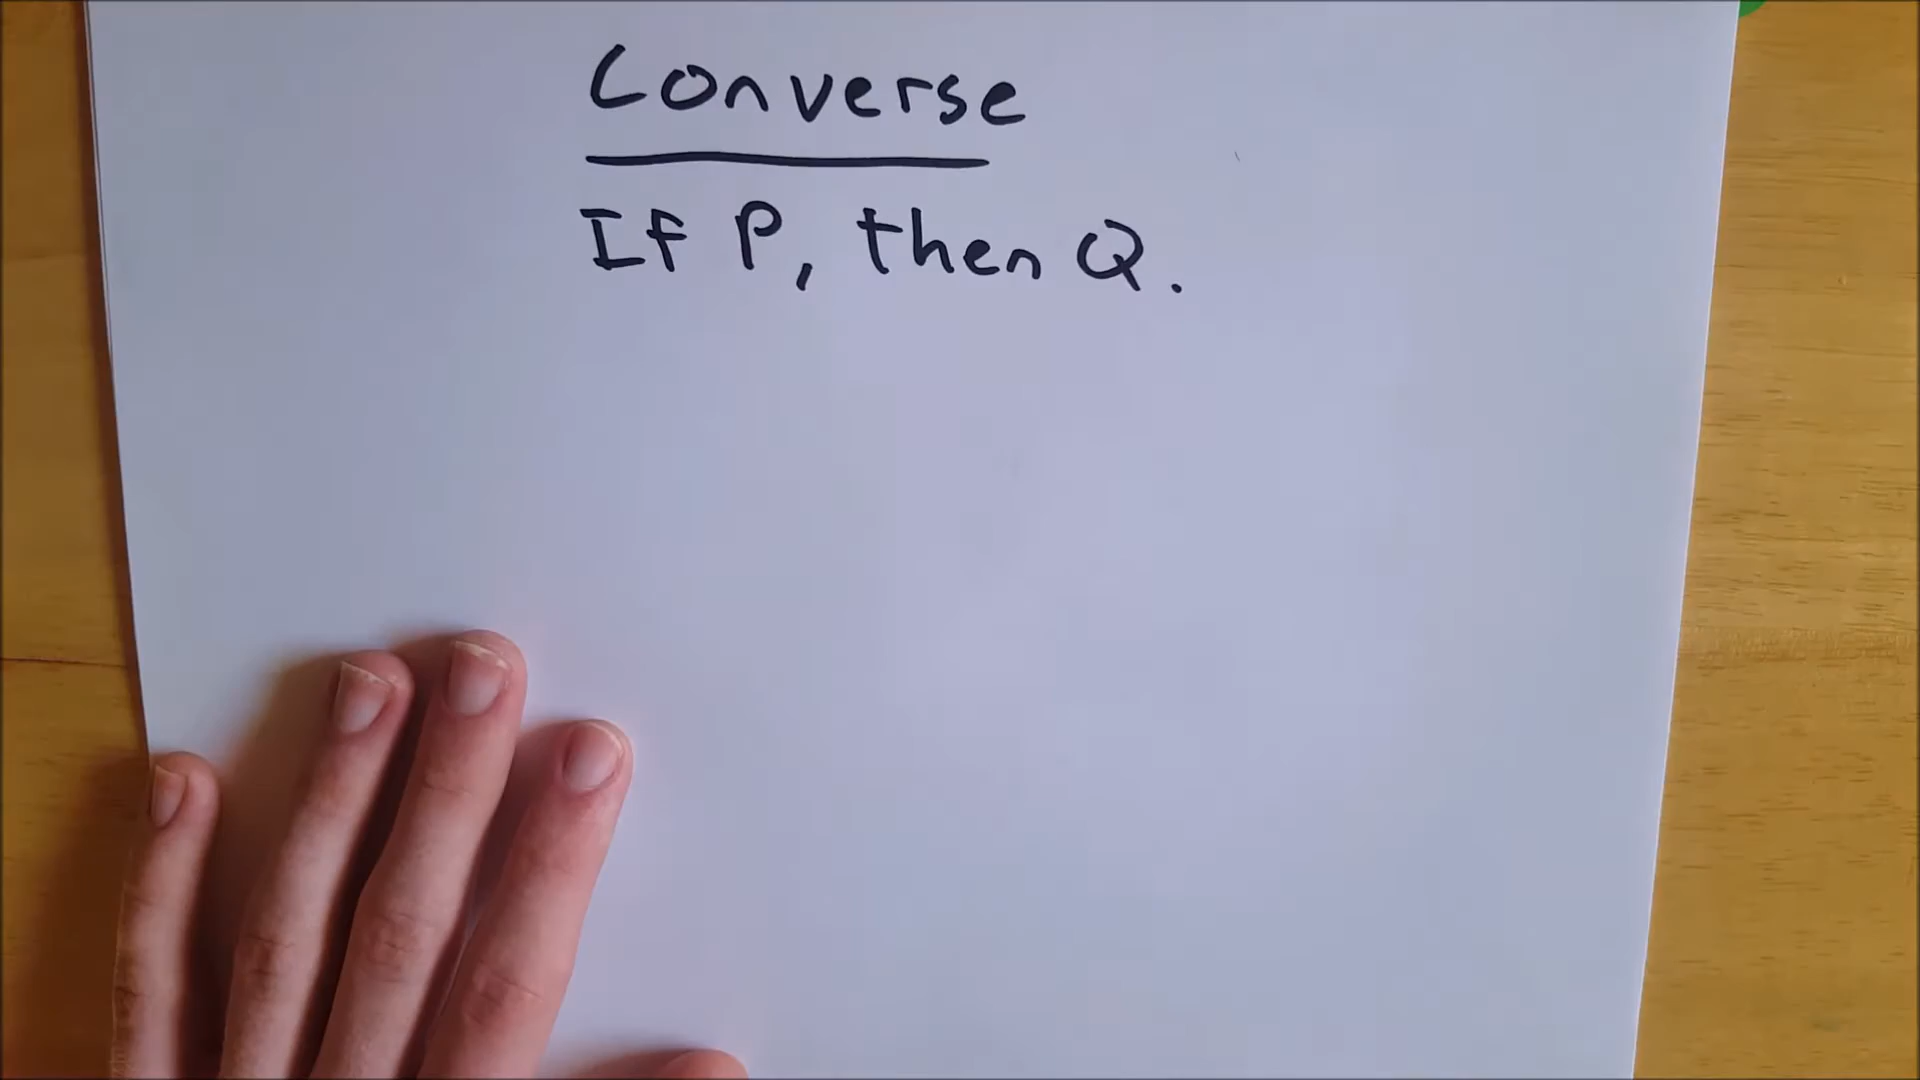 Converse
If P, then Q.